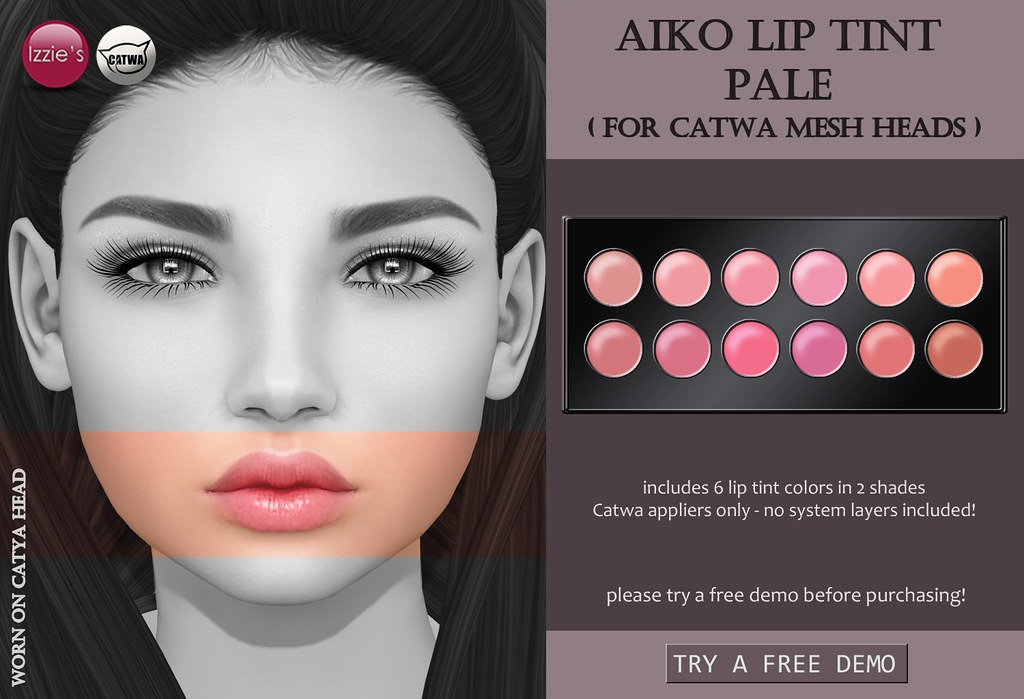 Izzie's
CATWA
AIKO LIP TINT
PALE
( FOR CATWA MESH HEADS )
includes 6 lip tint colors in 2 shades
Catwa appliers only - no system layers included!
please try a free demo before purchasing!
TRY A FREE DEMO
WORN ON CATYA HEAD